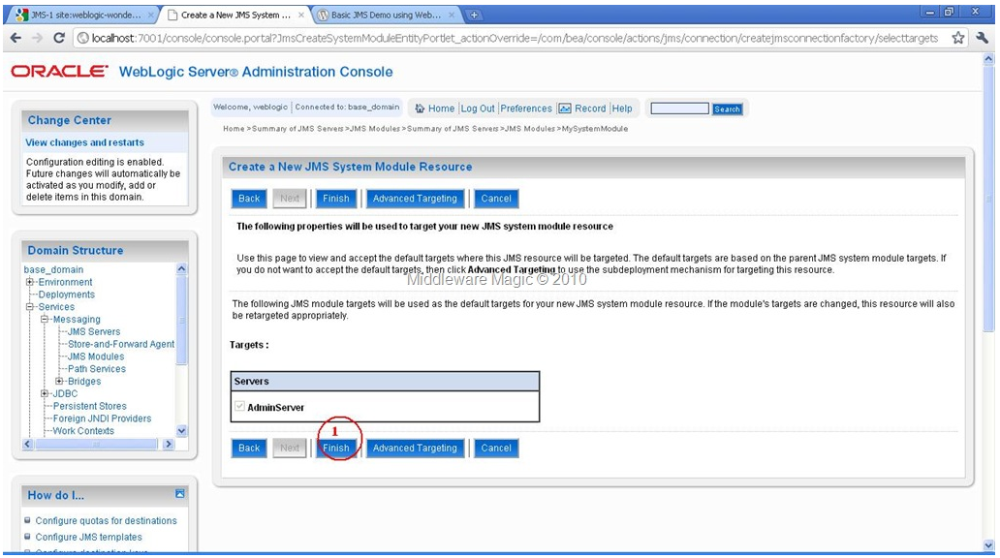 JMS-1 site:weblogic-wonde...
Create a New JMS System ...
Basic JMS Demo using Web...
localhost:7001/console/console.portal?JmsCreateSystemModuleEntityPortlet_actionOverride=/com/bea/console/actions/jms/connection/createjmsconnectionfactory/selecttargets
ORACLE WebLogic Server® Administration Console
Change Center
View changes and restarts
Configuration editing is enabled.
Future changes will automatically be
activated as you modify, add or
delete items in this domain.
Domain Structure
base_domain
Environment
Deployments
Services
Messaging
JMS Servers
Store-and-Forward Agent
JMS Modules
Path Services
Bridges
JDBC
Persistent Stores
Foreign JNDI Providers
Work Contexts
How do I...
Configure quotas for destinations
Configure JMS templates
Configure destination keys
Welcome, weblogic Connected to: base_domain Home Log Out Preferences Record Help Search
Home >Summary of JMS Servers >JMS Modules >Summary of JMS Servers >JMS Modules >MySystemModule
Create a New JMS System Module Resource
Back Next Finish Advanced Targeting Cancel
The following properties will be used to target your new JMS system module resource
Use this page to view and accept the default targets where this JMS resource will be targeted. The default targets are based on the parent JMS system module targets. If
you do not want to accept the default targets, then click Advanced Targeting to use the subdeployment mechanism for targeting this resource.
Middleware Magic © 2010
The following JMS module targets will be used as the default targets for your new JMS system module resource. If the module's targets are changed, this resource will also
be retargeted appropriately.
Targets :
Servers
AdminServer
1
Back Next Finish Advanced Targeting Cancel